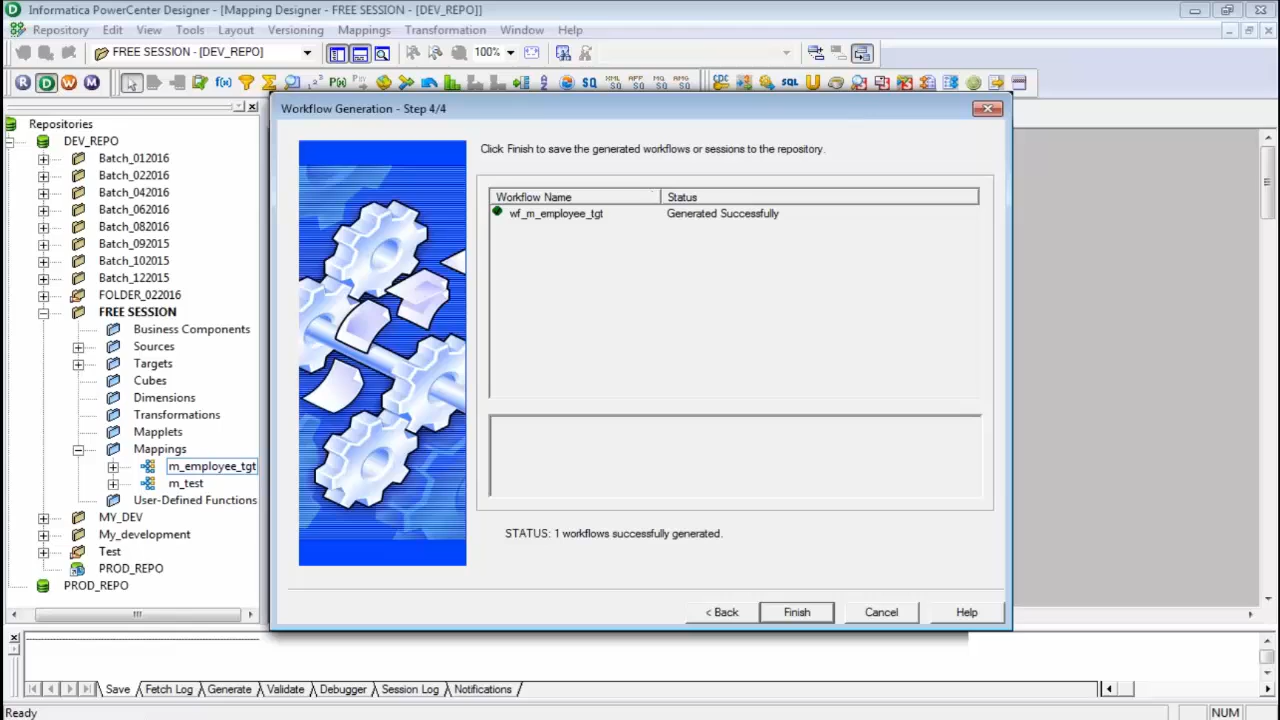 Informatica PowerCenter Designer - [Mapping Designer - FREE SESSION - [DEV_REPO]]
Repository Edit View Tools Layout Versioning Mappings Transformation Window Help
FREE SESSION - [DEV_REPO]
100%
R D W M
f(x)
SQ
SQL
Workflow Generation - Step 4/4
Repositories
DEV_REPO
Batch_012016
Batch_022016
Batch_042016
Batch_062016
Batch_082016
Batch_092015
Batch_102015
Batch_122015
FOLDER_022016
FREE SESSION
Business Components
Sources
Targets
Cubes
Dimensions
Transformations
Mapplets
Mappings
m_employee_tgt
m_test
User-Defined Functions
MY_DEV
My_development
Test
PROD_REPO
PROD_REPO
Click Finish to save the generated workflows or sessions to the repository.
Workflow Name Status
wf_m_employee_tgt Generated Successfully
STATUS: 1 workflows successfully generated.
< Back Finish Cancel Help
Save Fetch Log Generate Validate Debugger Session Log Notifications
Ready NUM